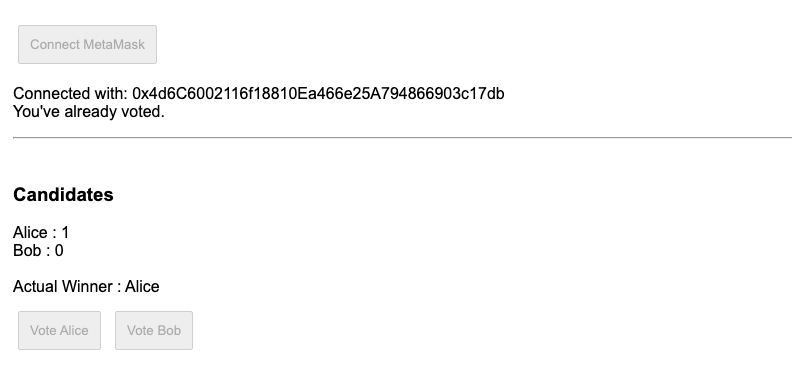 Connect MetaMask
Connected with: 0x4d6C6002116f18810Ea466e25A794866903c17db
You've already voted.
Candidates
Alice : 1
Bob : 0
Actual Winner : Alice
Vote Alice Vote Bob